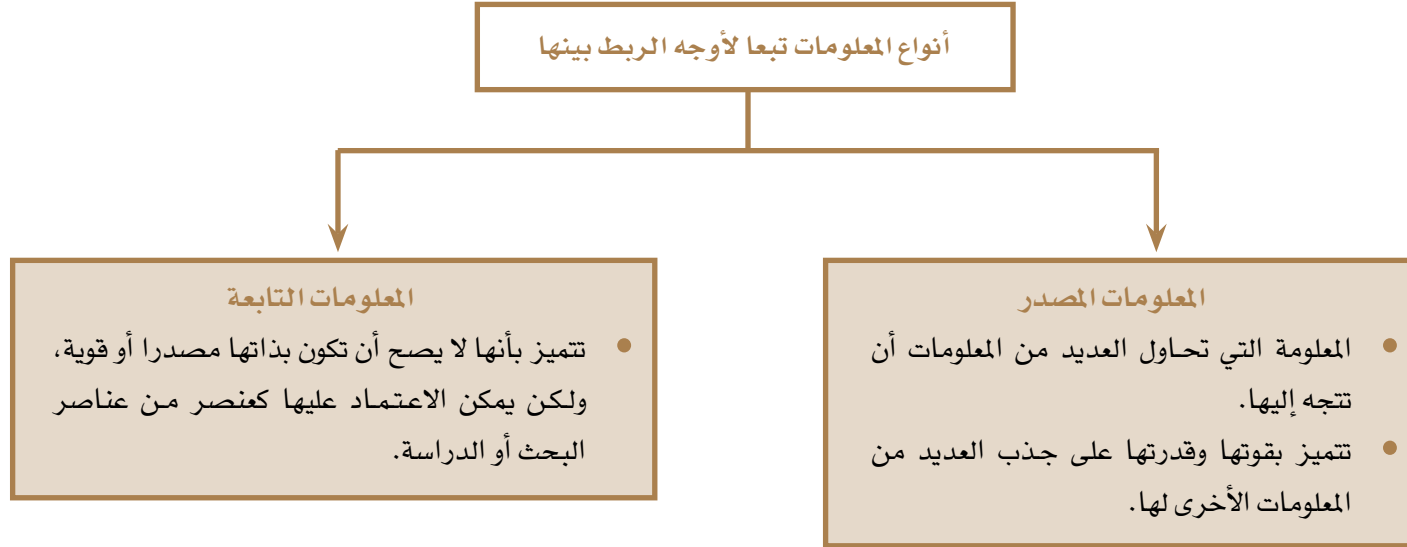 أنواع المعلومات تبعا لأوجه الربط بينها
المعلومات المصدر
• المعلومة التي تحاول العديد من المعلومات أن
تتجه إليها.
• تتميز بقوتها وقدرتها على جذب العديد من
المعلومات الأخرى لها.
المعلومات التابعة
• تتميز بأنها لا يصح أن تكون بذاتها مصدرا أو قوية،
ولكن يمكن الاعتماد عليها كعنصر من عناصر
البحث أو الدراسة.